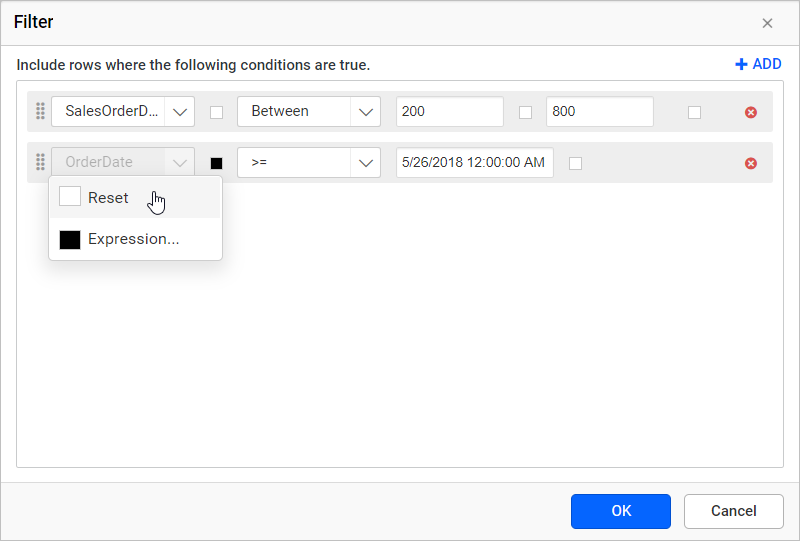 Filter
Include rows where the following conditions are true.
ADD
SalesOrderD... Between 200 800
OrderDate >= 5/26/2018 12:00:00 AM
Reset
Expression...
OK Cancel